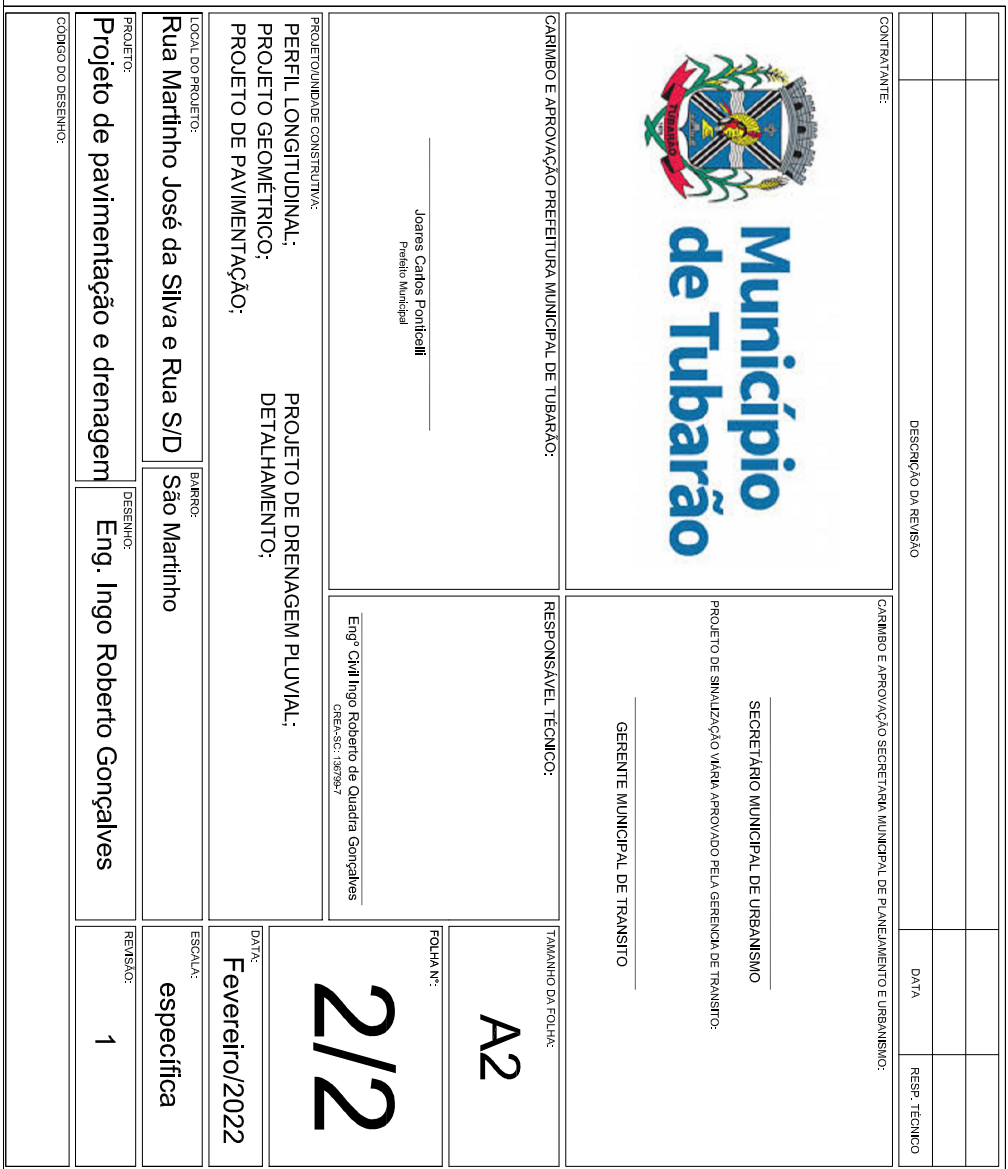 DESCRIÇÃO DA REVISÃO
DATA
RESP. TÉCNICO
CONTRATANTE:
TUBARÃO
Município
de Tubarão
CARIMBO E APROVAÇÃO SECRETARIA MUNICIPAL DE PLANEJAMENTO E URBANISMO:
SECRETÁRIO MUNICIPAL DE URBANISMO
PROJETO DE SINALIZAÇÃO VIÁRIA APROVADO PELA GERENCIA DE TRANSITO:
GERENTE MUNICIPAL DE TRANSITO
CARIMBO E APROVAÇÃO PREFEITURA MUNICIPAL DE TUBARÃO:
Joares Carlos Ponticelli
Prefeito Municipal
RESPONSÁVEL TÉCNICO:
Engº Civil Ingo Roberto de Quadra Gonçalves
CREA-SC: 136799-7
TAMANHO DA FOLHA:
A2
FOLHA Nº:
2/2
PROJETO/UNIDADE CONSTRUTIVA:
PERFIL LONGITUDINAL;
PROJETO GEOMÉTRICO;
PROJETO DE PAVIMENTAÇÃO;
PROJETO DE DRENAGEM PLUVIAL;
DETALHAMENTO;
DATA:
Fevereiro/2022
LOCAL DO PROJETO:
Rua Martinho José da Silva e Rua S/D
BAIRRO:
São Martinho
ESCALA:
específica
PROJETO:
Projeto de pavimentação e drenagem
DESENHO:
Eng. Ingo Roberto Gonçalves
REVISÃO:
1
CÓDIGO DO DESENHO: